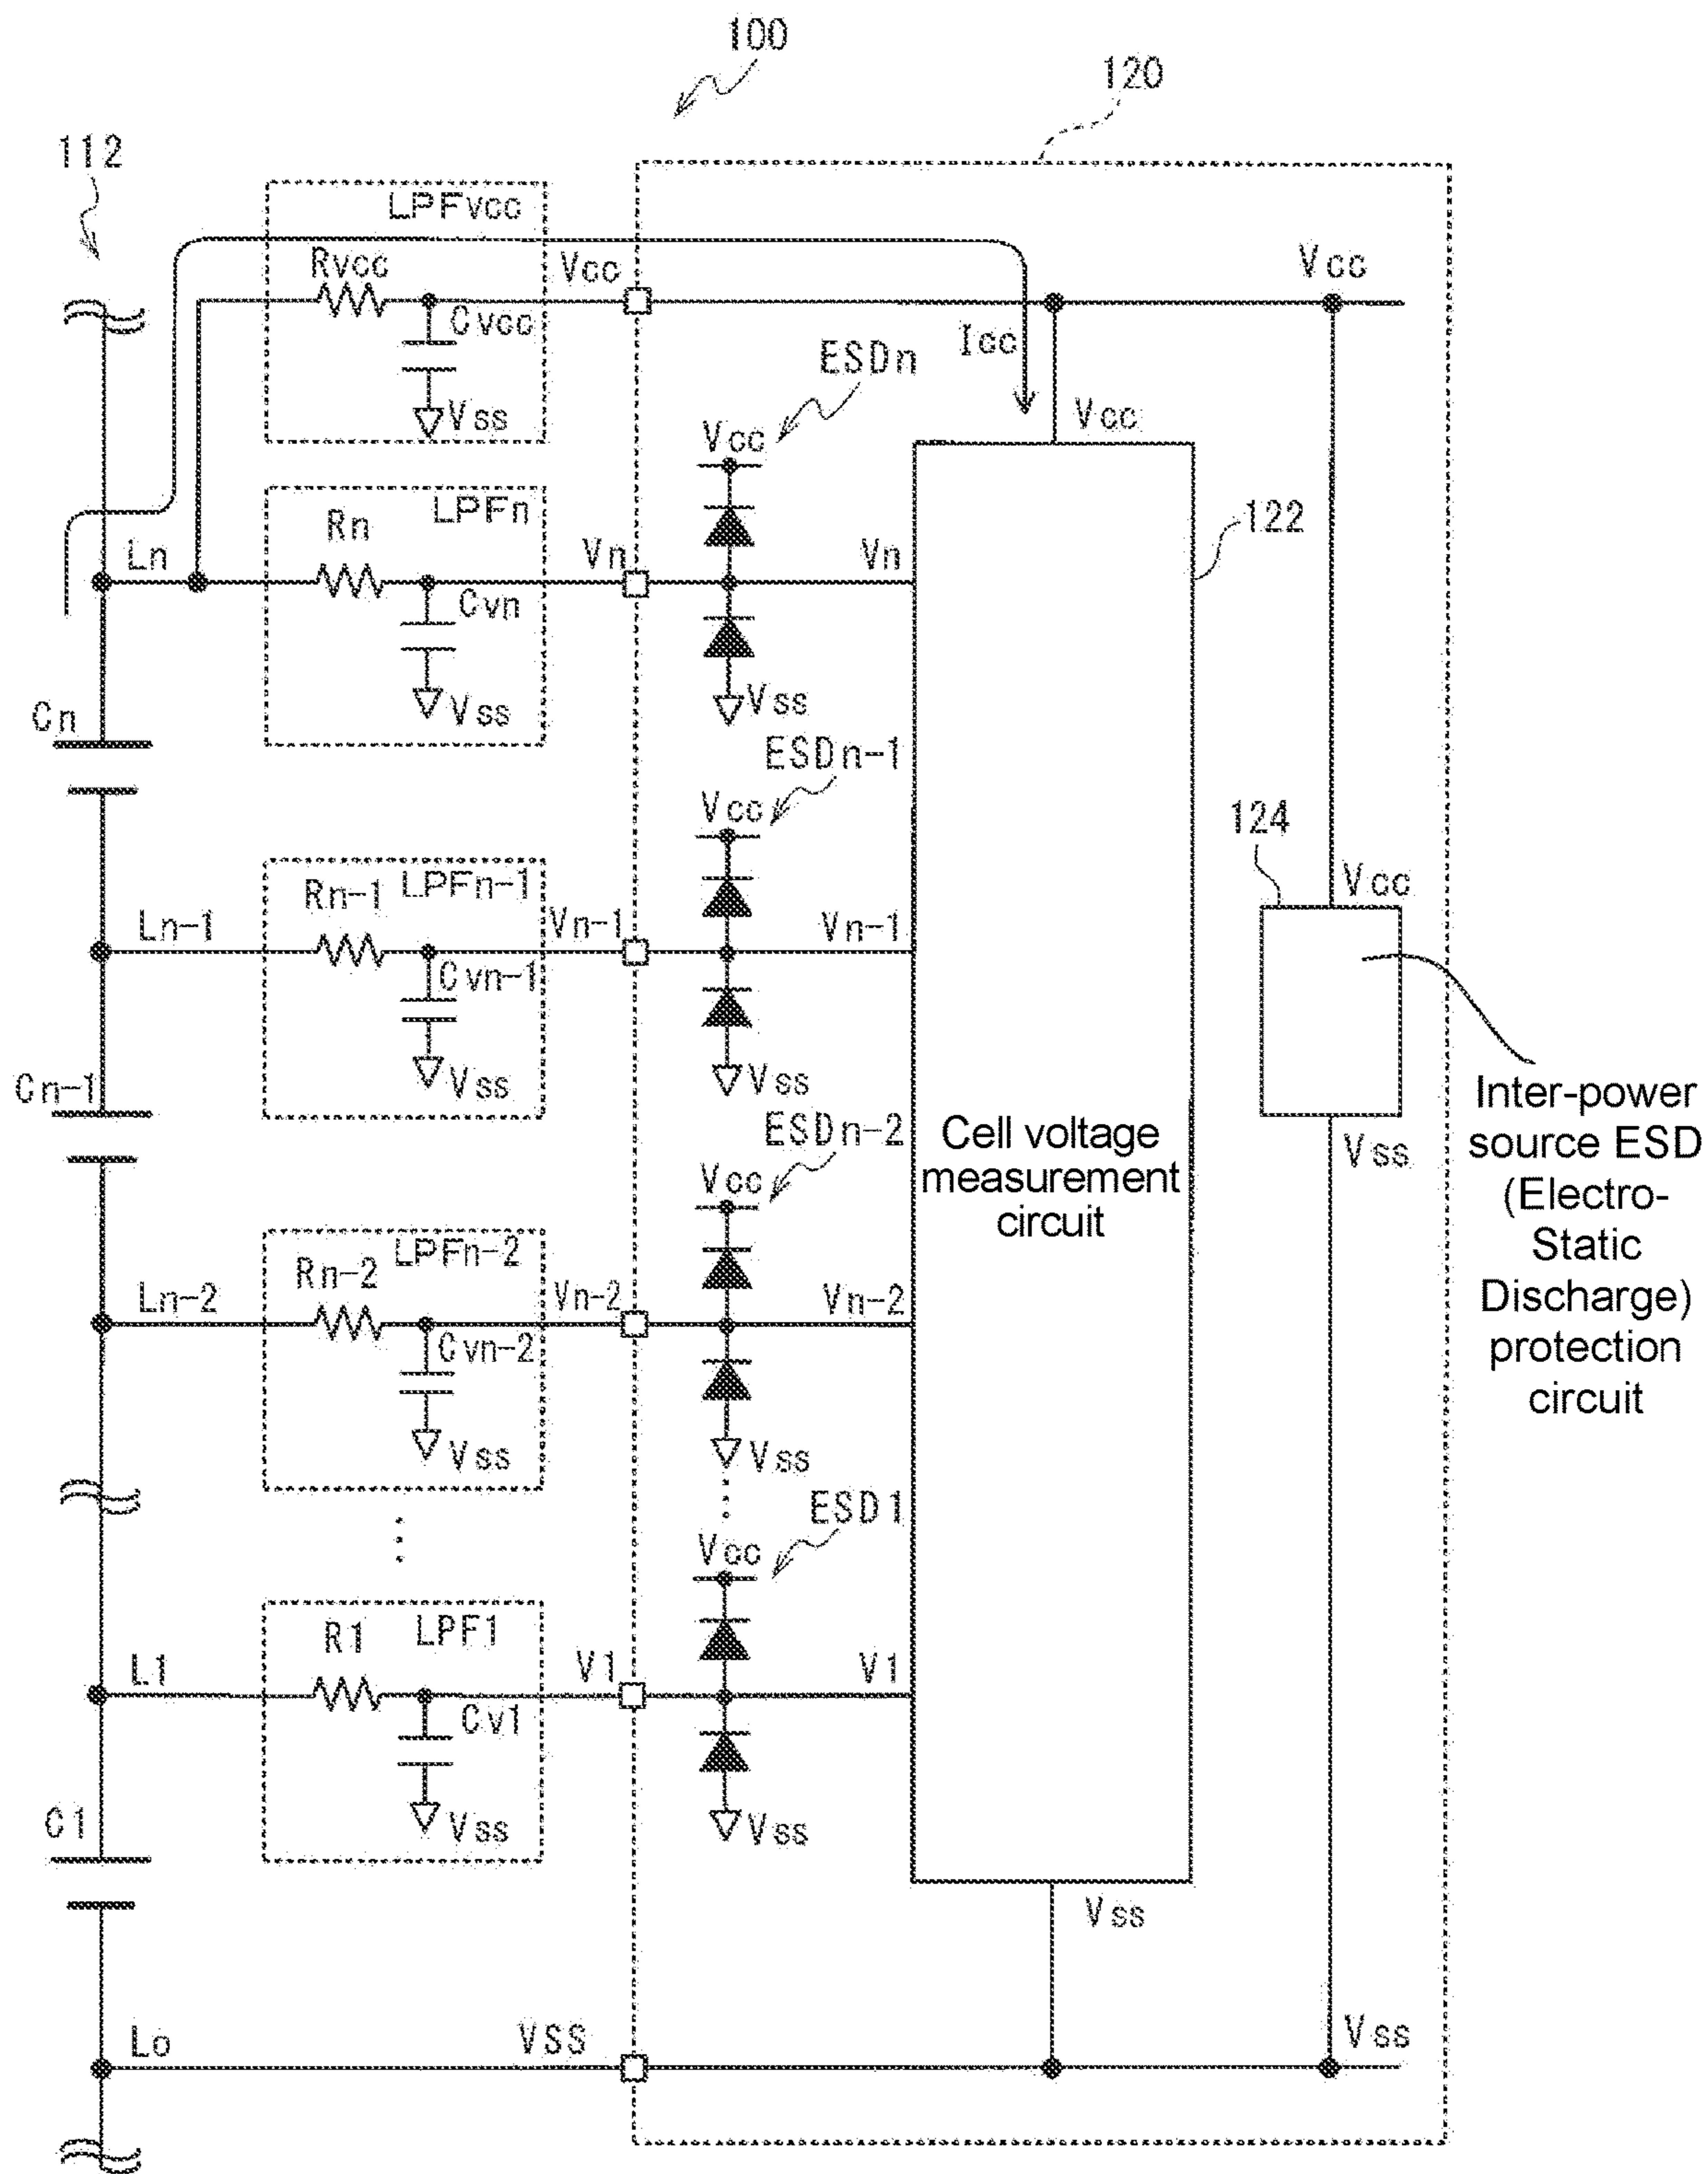 100
120
112
LPFvcc
Rvcc
Vcc
Vcc
Cvcc
Icc
ESDn
Vss
Vcc
Vcc
LPFn
Rn
122
Ln
Vn
Vn
Cvn
Vss
Vss
Cn
ESDn-1
Vcc
124
Vcc
Rn-1
LPFn-1
Ln-1
Vn-1
Vn-1
Cvn-1
Vss
Vss
Cn-1
ESDn-2
Vss
Cell voltage
measurement
circuit
Inter-power
source ESD
(Electro-
Static
Discharge)
protection
circuit
Vcc
LPFn-2
Rn-2
Ln-2
Vn-2
Vn-2
Cvn-2
Vss
Vss
ESD1
Vcc
R1
LPF1
L1
V1
V1
Cv1
Vss
Vss
C1
Vss
Lo
VSS
Vss